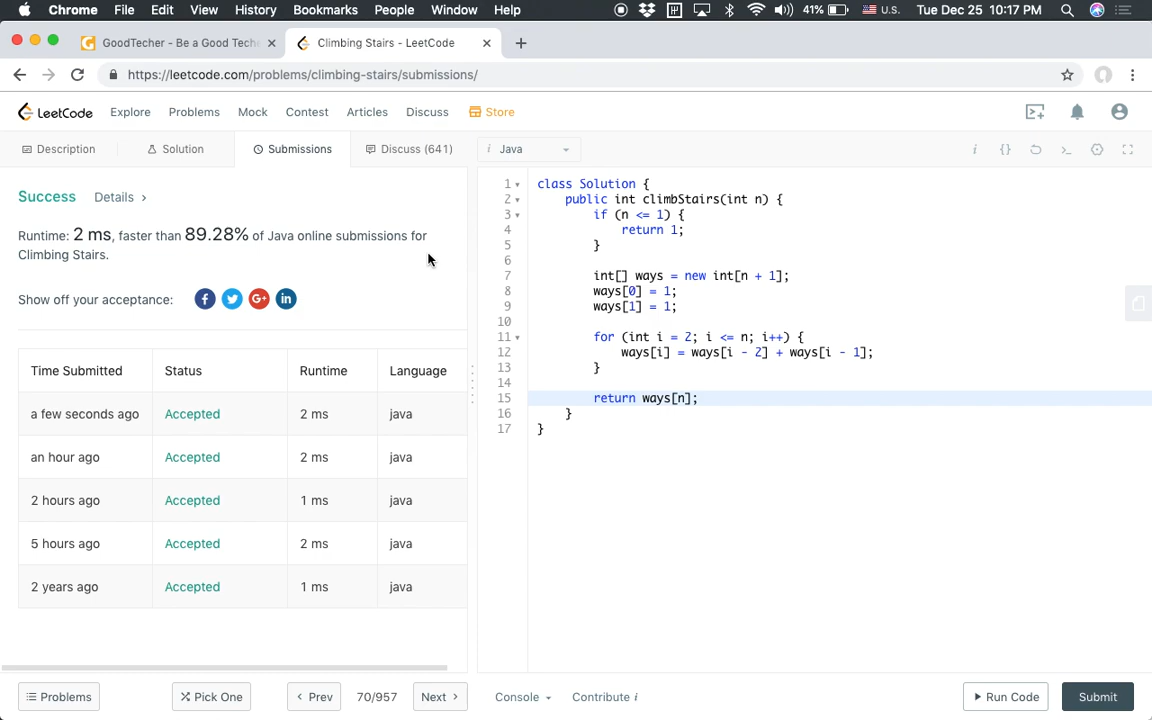 Chrome File Edit View History Bookmarks People Window Help 41% U.S. Tue Dec 25 10:17 PM
GoodTecher - Be a Good Teche Climbing Stairs - LeetCode
https://leetcode.com/problems/climbing-stairs/submissions/
LeetCode Explore Problems Mock Contest Articles Discuss Store
Description Solution Submissions Discuss (641) i Java
Success Details >
Runtime: 2 ms, faster than 89.28% of Java online submissions for
Climbing Stairs.
Show off your acceptance:
Time Submitted Status Runtime Language
a few seconds ago Accepted 2 ms java
an hour ago Accepted 2 ms java
2 hours ago Accepted 1 ms java
5 hours ago Accepted 2 ms java
2 years ago Accepted 1 ms java
1 class Solution {
2 public int climbStairs(int n) {
3 if (n <= 1) {
4 return 1;
5 }
6
7 int[] ways = new int[n + 1];
8 ways[0] = 1;
9 ways[1] = 1;
10
11 for (int i = 2; i <= n; i++) {
12 ways[i] = ways[i - 2] + ways[i - 1];
13 }
14
15 return ways[n];
16 }
17 }
Problems Pick One < Prev 70/957 Next > Console Contribute i Run Code Submit